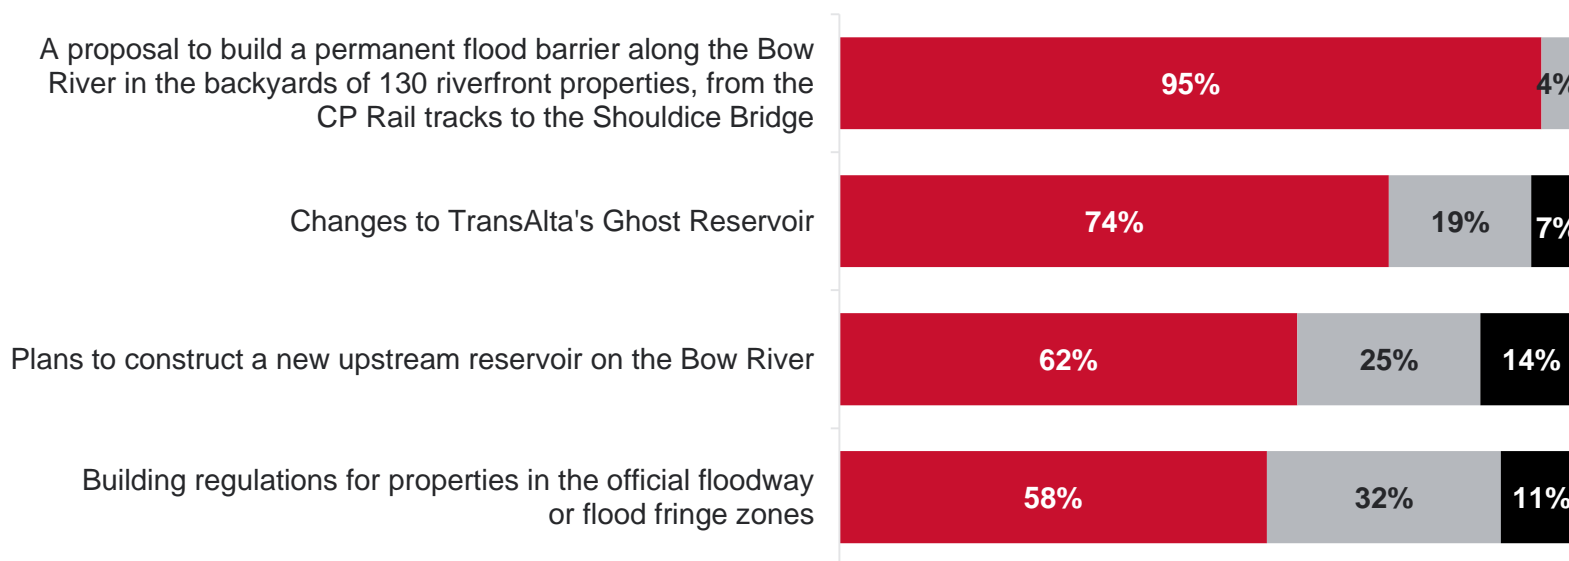 A proposal to build a permanent flood barrier along the Bow
River in the backyards of 130 riverfront properties, from the
CP Rail tracks to the Shouldice Bridge
95% 4%
Changes to TransAlta's Ghost Reservoir
74% 19% 7%
Plans to construct a new upstream reservoir on the Bow River
62% 25% 14%
Building regulations for properties in the official floodway
or flood fringe zones
58% 32% 11%